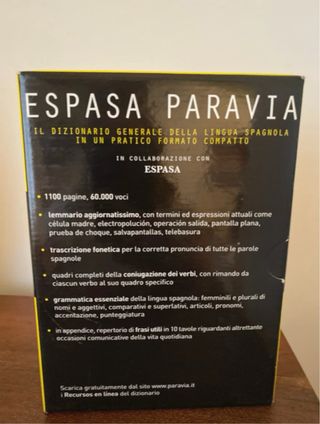 ESPASA PARAVIA
IL DIZIONARIO GENERALE DELLA LINGUA SPAGNOLA
IN UN PRATICO FORMATO COMPATTO
IN COLLABORAZIONE CON
ESPASA
• 1100 pagine, 60.000 voci
• lemmario aggiornatissimo, con termini ed espressioni attuali come
célula madre, electropolución, operación salida, pantalla plana,
prueba de choque, salvapantallas, telebasura
• trascrizione fonetica per la corretta pronuncia di tutte le parole
spagnole
• quadri completi della coniugazione dei verbi, con rimando da
ciascun verbo al suo quadro specifico
• grammatica essenziale della lingua spagnola: femminili e plurali di
nomi e aggettivi, comparativi e superlativi, articoli, pronomi,
accentazione, punteggiatura
• in appendice, repertorio di frasi utili in 10 tavole riguardanti altrettante
occasioni comunicative della vita quotidiana
Scarica gratuitamente dal sito www.paravia.it
i Recursos en línea del dizionario